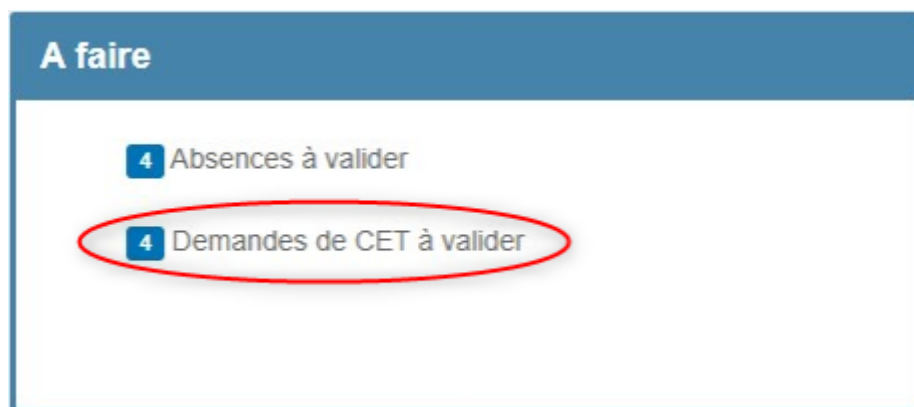 A faire
4 Absences à valider
4 Demandes de CET à valider